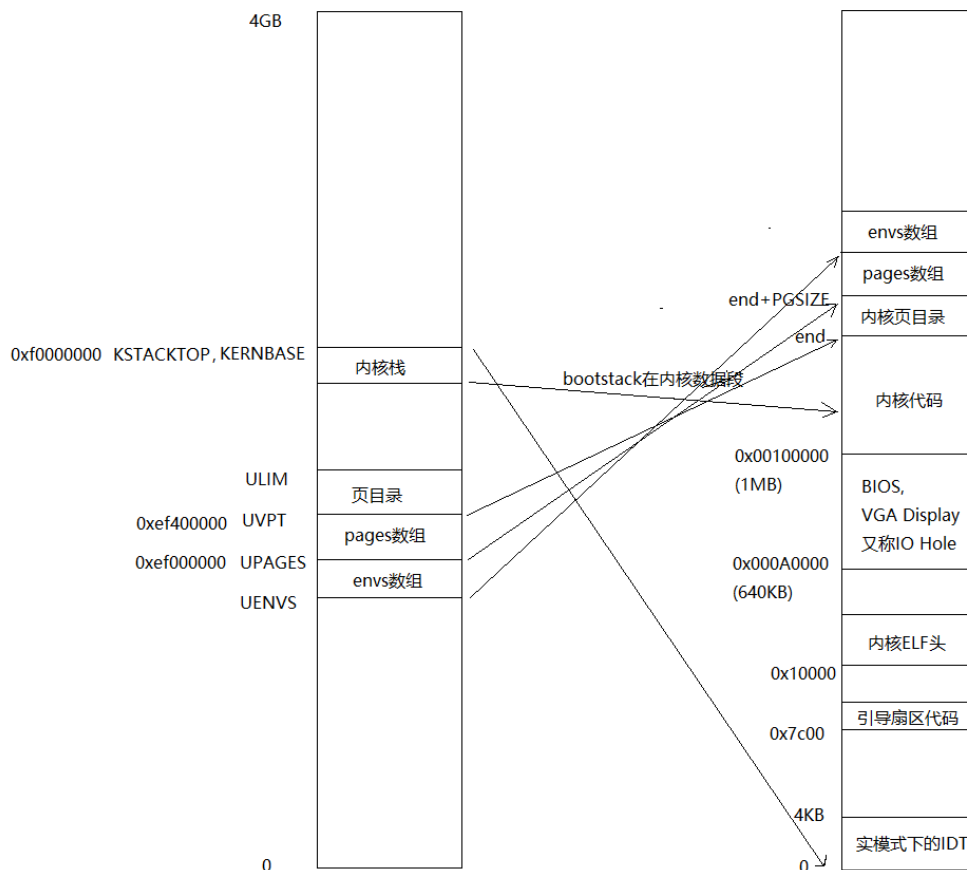 4GB
envs数组
pages数组
end+PGSIZE
内核页目录
end
0xf0000000 KSTACKTOP, KERNBASE
内核栈
bootstack在内核数据段
内核代码
0x00100000
(1MB)
ULIM
页目录
BIOS,
VGA Display
又称IO Hole
0xef400000 UVPT
pages数组
0xef000000 UPAGES
envs数组
0x000A0000
(640KB)
UENVS
内核ELF头
0x10000
引导扇区代码
0x7c00
4KB
实模式下的IDT
0
0